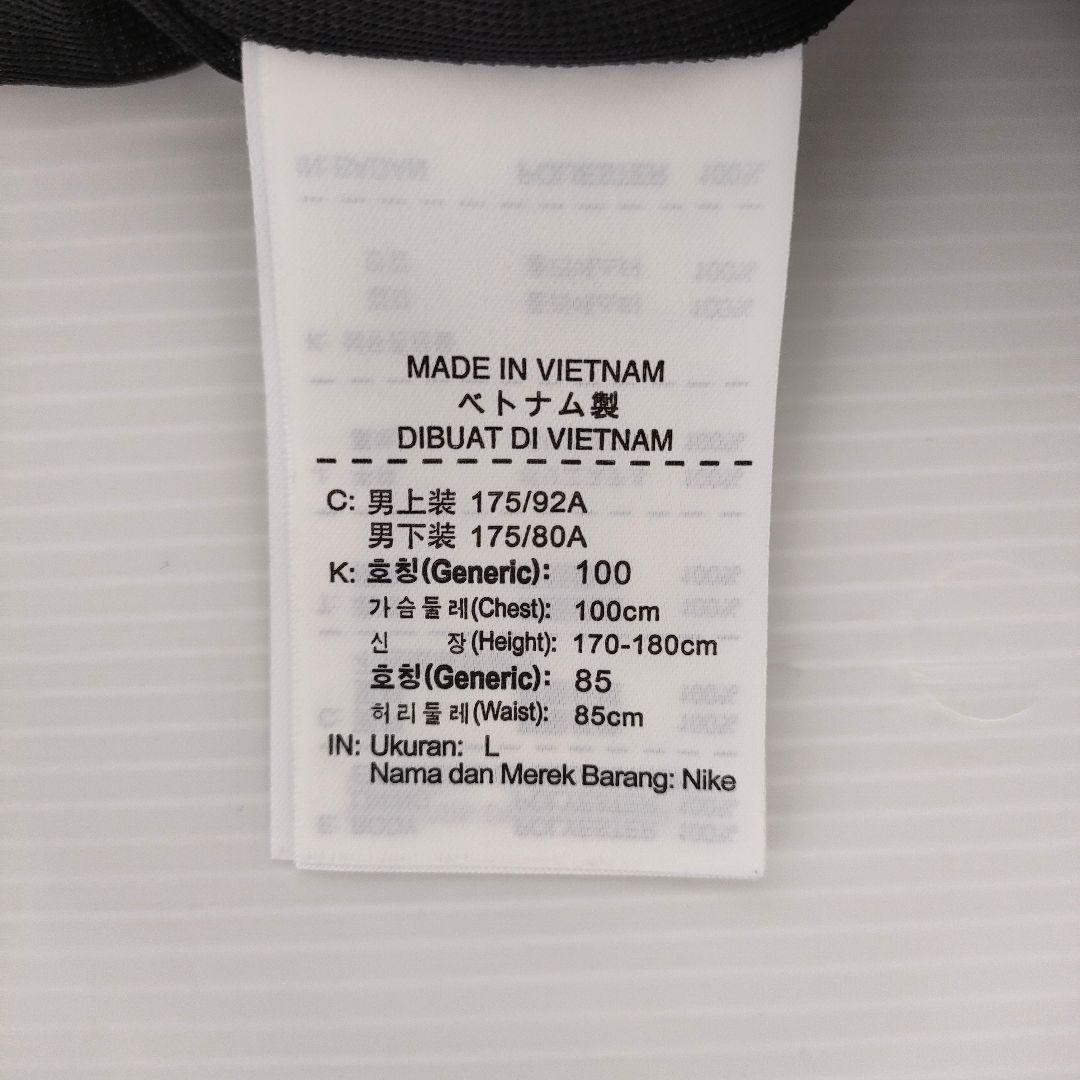 MADE IN VIETNAM
ベトナム製
DIBUAT DI VIETNAM
C: 男上装 175/92A
男下装 175/80A
K: 호칭(Generic): 100
가슴둘레(Chest): 100cm
신 장(Height): 170-180cm
호칭(Generic): 85
허리둘레(Waist): 85cm
IN: Ukuran: L
Nama dan Merek Barang: Nike